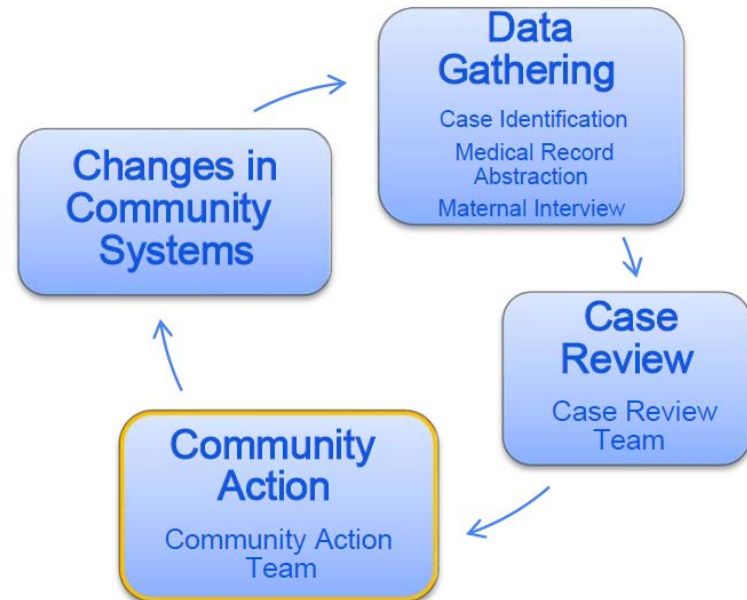 Data
Gathering
Case Identification
Medical Record
Abstraction
Maternal Interview
Case
Review
Case Review
Team
Community
Action
Community Action
Team
Changes in
Community
Systems